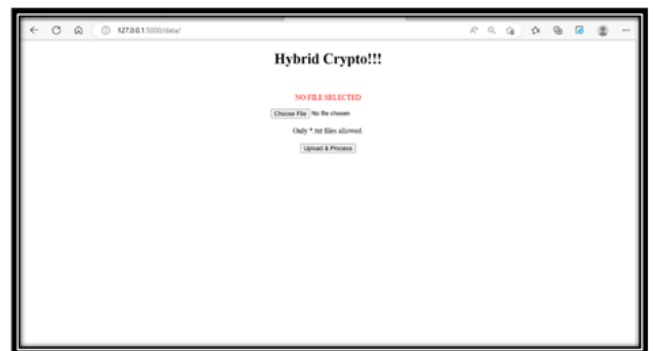 127.0.0.1:5000/data/
Hybrid Crypto!!!
NO FILE SELECTED
Choose File No file chosen
Only *.txt files allowed.
Upload & Process